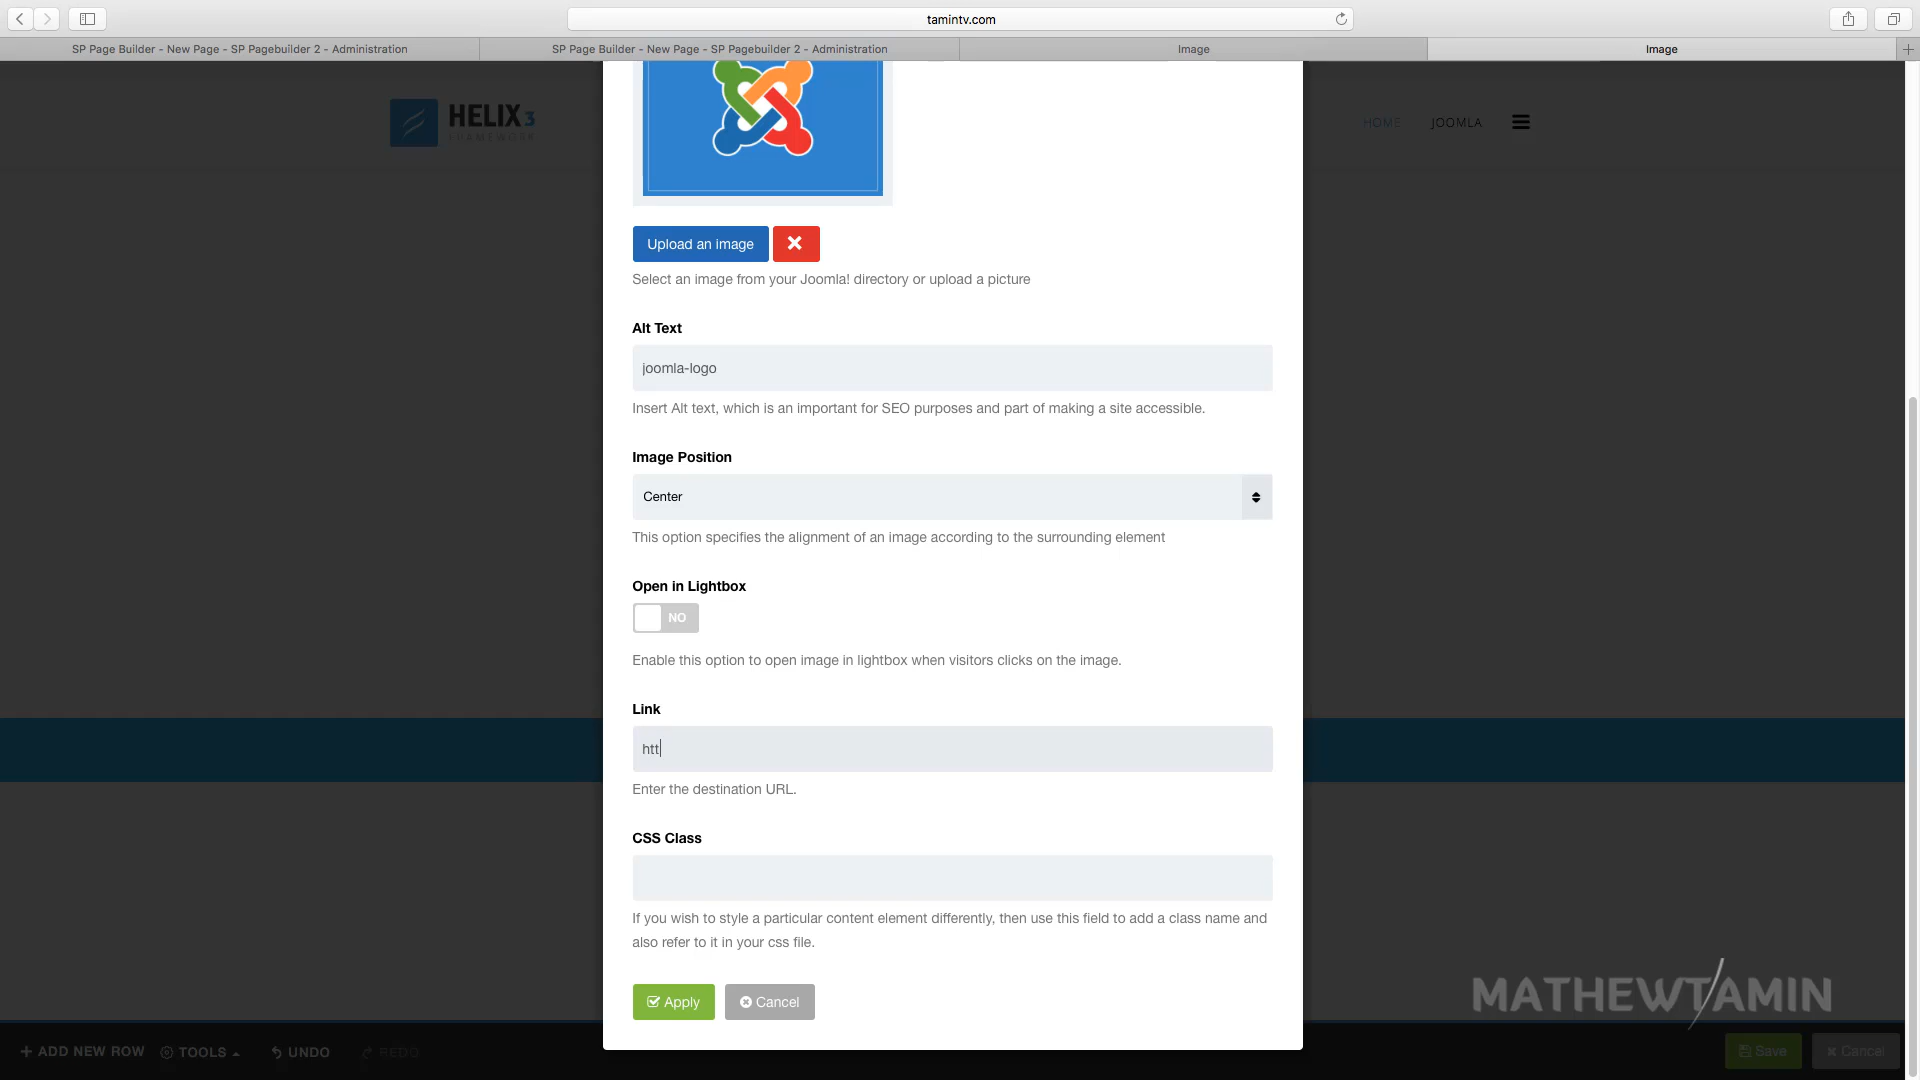 tamintv.com
SP Page Builder - New Page - SP Pagebuilder 2 - Administration
SP Page Builder - New Page - SP Pagebuilder 2 - Administration
Image
Image
HELIX3
FRAMEWORK
HOME
JOOMLA
Upload an image
Select an image from your Joomla! directory or upload a picture
Alt Text
joomla-logo
Insert Alt text, which is an important for SEO purposes and part of making a site accessible.
Image Position
Center
This option specifies the alignment of an image according to the surrounding element
Open in Lightbox
NO
Enable this option to open image in lightbox when visitors clicks on the image.
Link
htt
Enter the destination URL.
CSS Class
If you wish to style a particular content element differently, then use this field to add a class name and
also refer to it in your css file.
Apply
Cancel
MATHEWTAMIN
ADD NEW ROW
TOOLS
UNDO
REDO
Save
Cancel